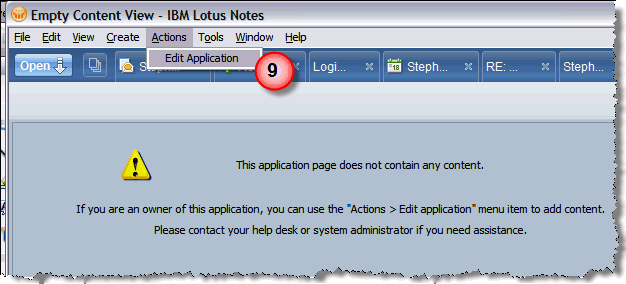 Empty Content View - IBM Lotus Notes
File Edit View Create Actions Tools Window Help
Edit Application
9
Open Logi... Steph... RE: ... Steph...
This application page does not contain any content.
If you are an owner of this application, you can use the "Actions > Edit application" menu item to add content.
Please contact your help desk or system administrator if you need assistance.